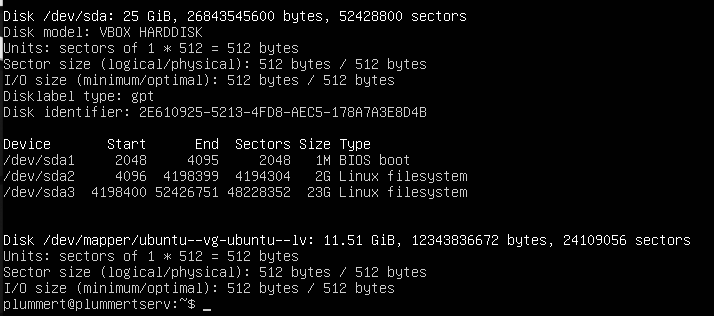 Disk /dev/sda: 25 GiB, 26843545600 bytes, 52428800 sectors
Disk model: VBOX HARDDISK
Units: sectors of 1 * 512 = 512 bytes
Sector size (logical/physical): 512 bytes / 512 bytes
I/O size (minimum/optimal): 512 bytes / 512 bytes
Disklabel type: gpt
Disk identifier: 2E610925-5213-4FD8-AEC5-178A7A3E8D4B

Device       Start      End  Sectors Size Type
/dev/sda1     2048     4095     2048   1M BIOS boot
/dev/sda2     4096  4198399  4194304   2G Linux filesystem
/dev/sda3  4198400 52426751 48228352  23G Linux filesystem

Disk /dev/mapper/ubuntu--vg-ubuntu--lv: 11.51 GiB, 12343836672 bytes, 24109056 sectors
Units: sectors of 1 * 512 = 512 bytes
Sector size (logical/physical): 512 bytes / 512 bytes
I/O size (minimum/optimal): 512 bytes / 512 bytes
plummert@plummertserv:~$ _